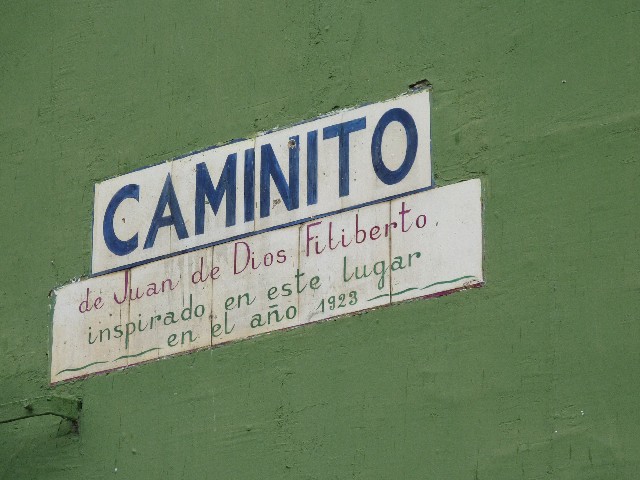 CAMINITO
de Juan de Dios Filiberto.
inspirado en este lugar
en el año 1923